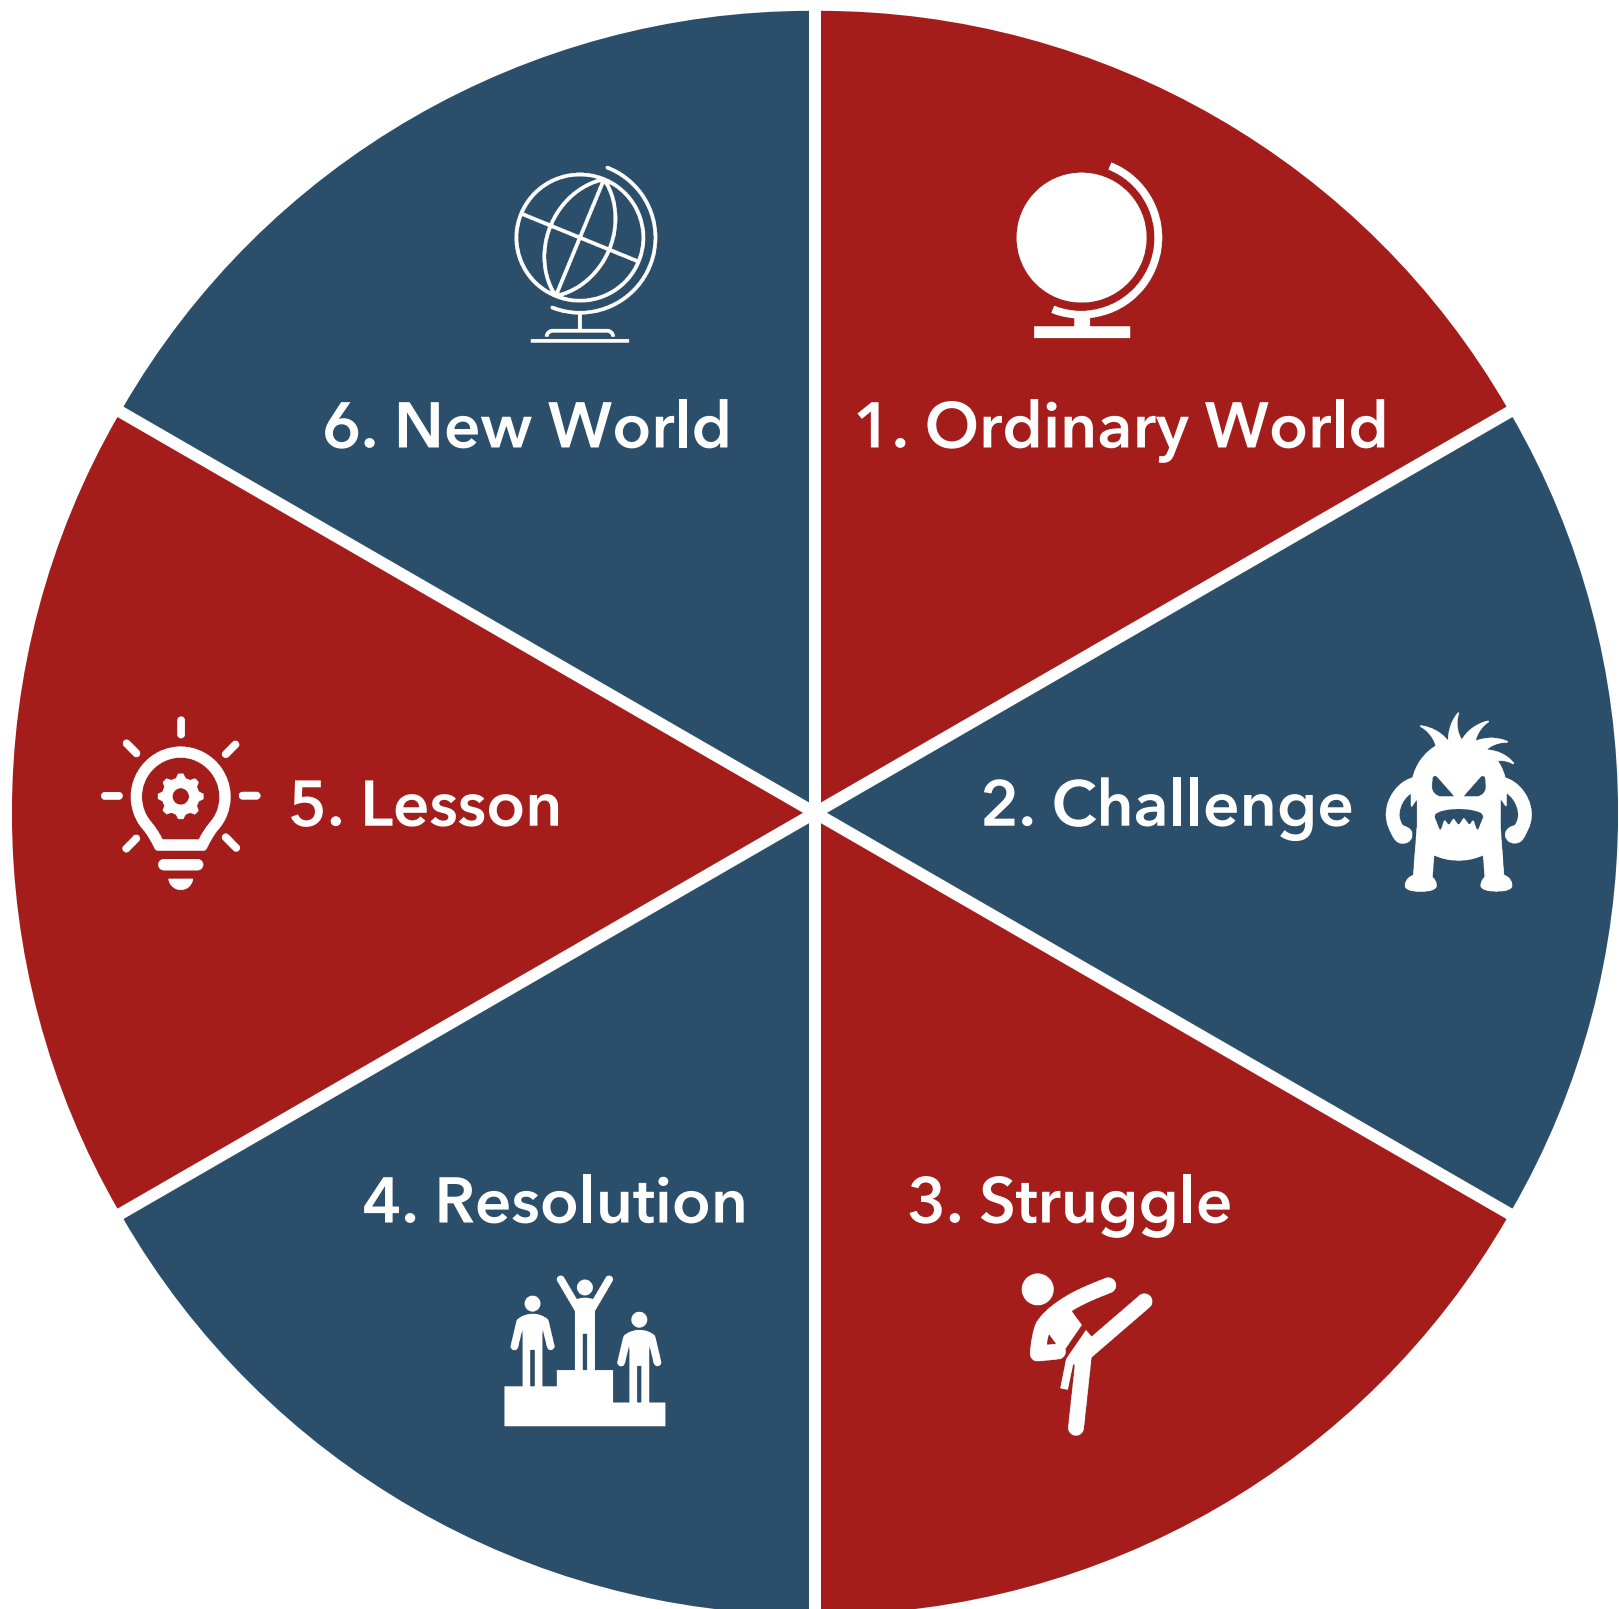 1. Ordinary World
2. Challenge
3. Struggle
4. Resolution
5. Lesson
6. New World